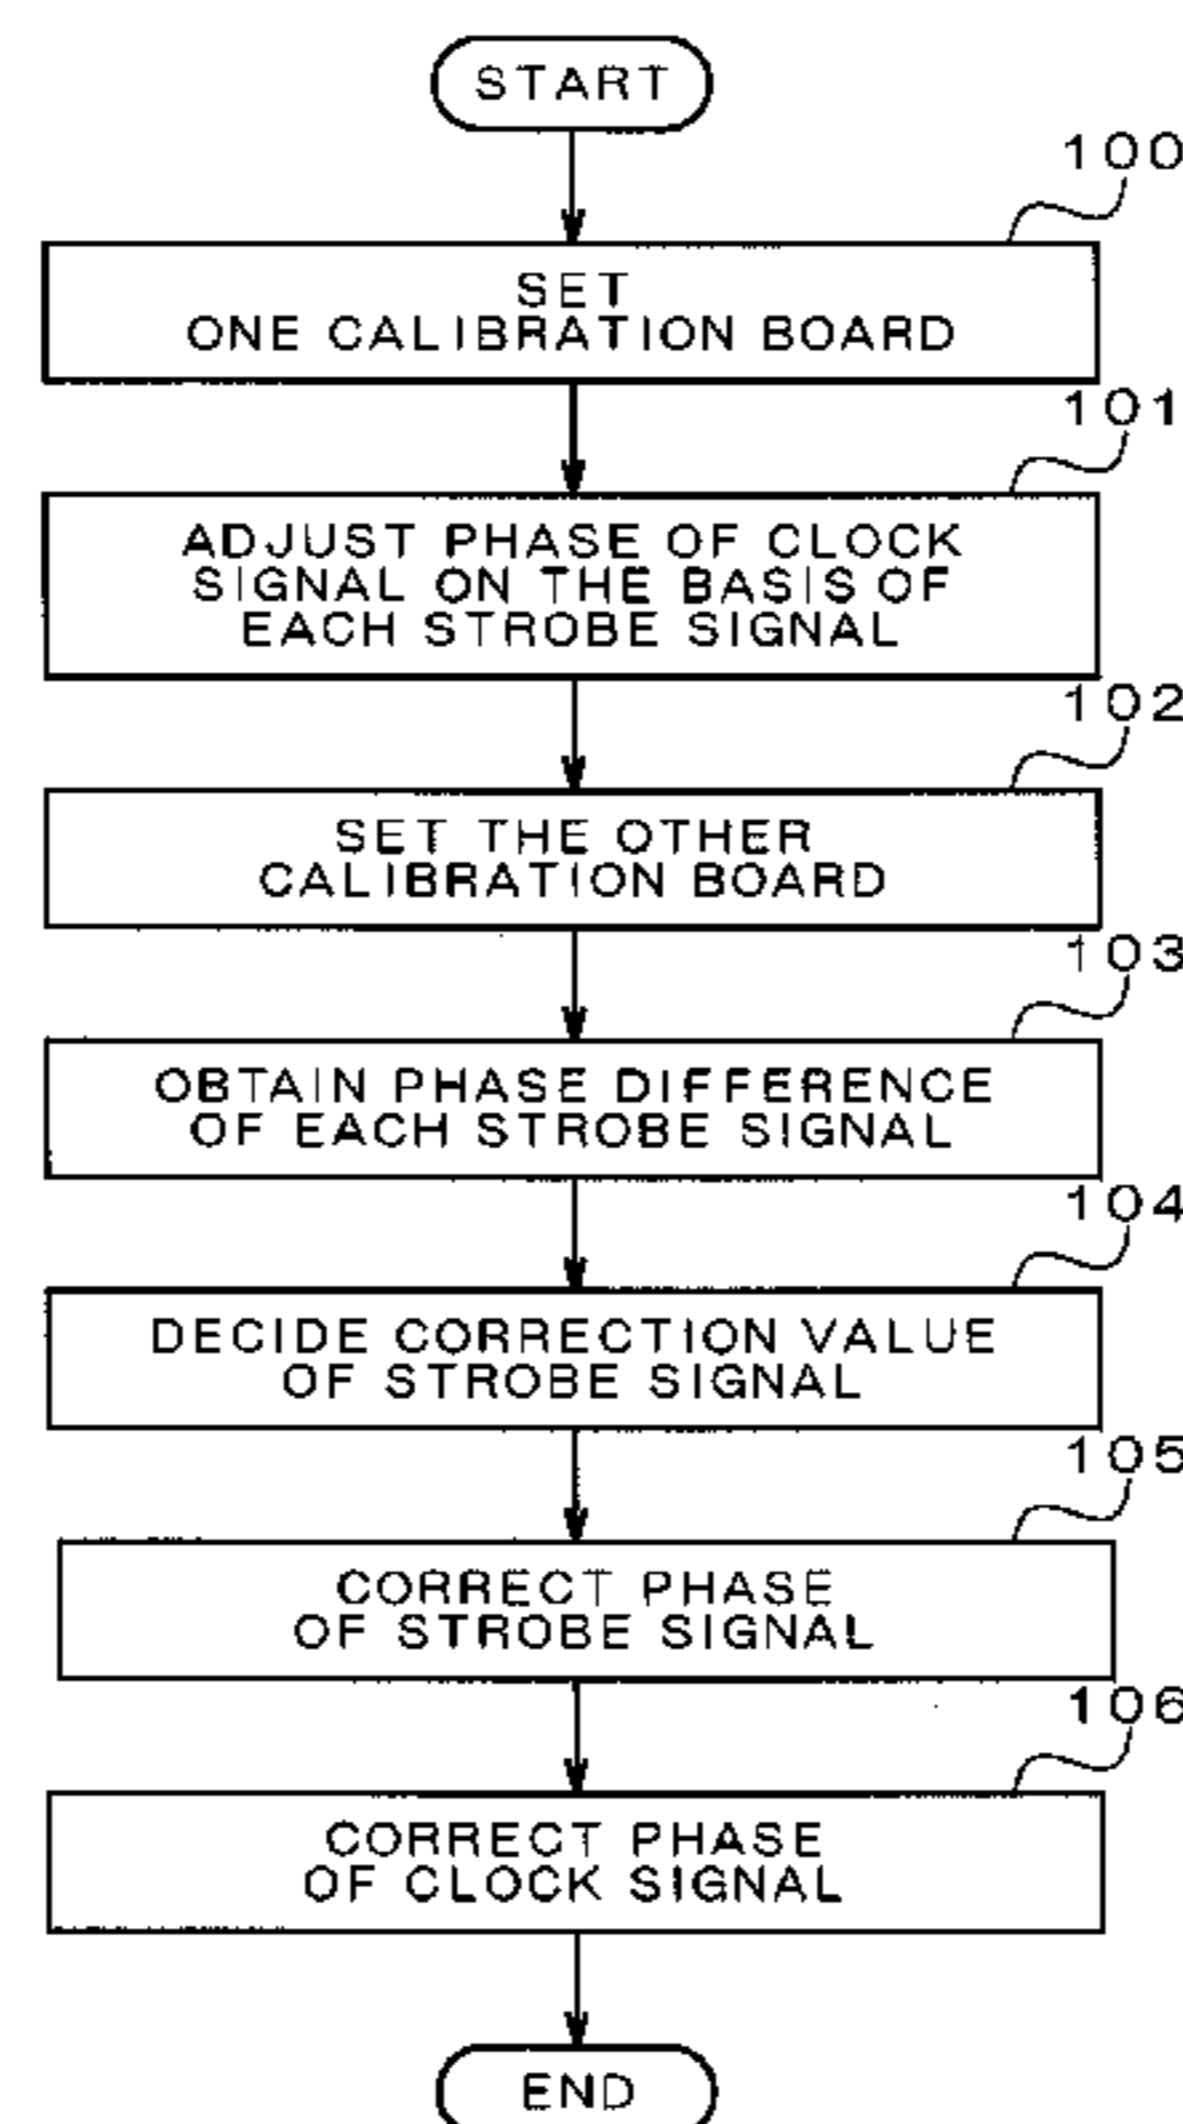 START
100
SET
ONE CALIBRATION BOARD
101
ADJUST PHASE OF CLOCK
SIGNAL ON THE BASIS OF
EACH STROBE SIGNAL
102
SET THE OTHER
CALIBRATION BOARD
103
OBTAIN PHASE DIFFERENCE
OF EACH STROBE SIGNAL
104
DECIDE CORRECTION VALUE
OF STROBE SIGNAL
105
CORRECT PHASE
OF STROBE SIGNAL
106
CORRECT PHASE
OF CLOCK SIGNAL
END